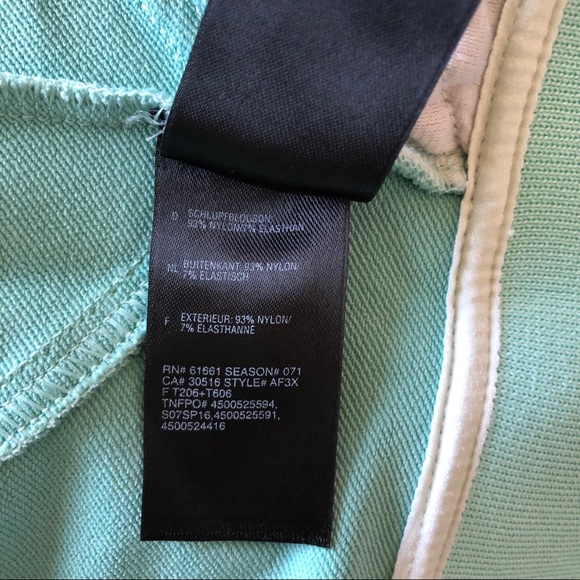 D SCHLUPFBLOUSON:
93% NYLON/7% ELASTHAN
NL BUITENKANT: 93% NYLON/
7% ELASTISCH
F EXTERIEUR: 93% NYLON/
7% ELASTHANNE
RN# 61661 SEASON# 071
CA# 30516 STYLE# AF3X
F T206+T606
TNFPO# 4500525594,
S07SP16,4500525591,
4500524416